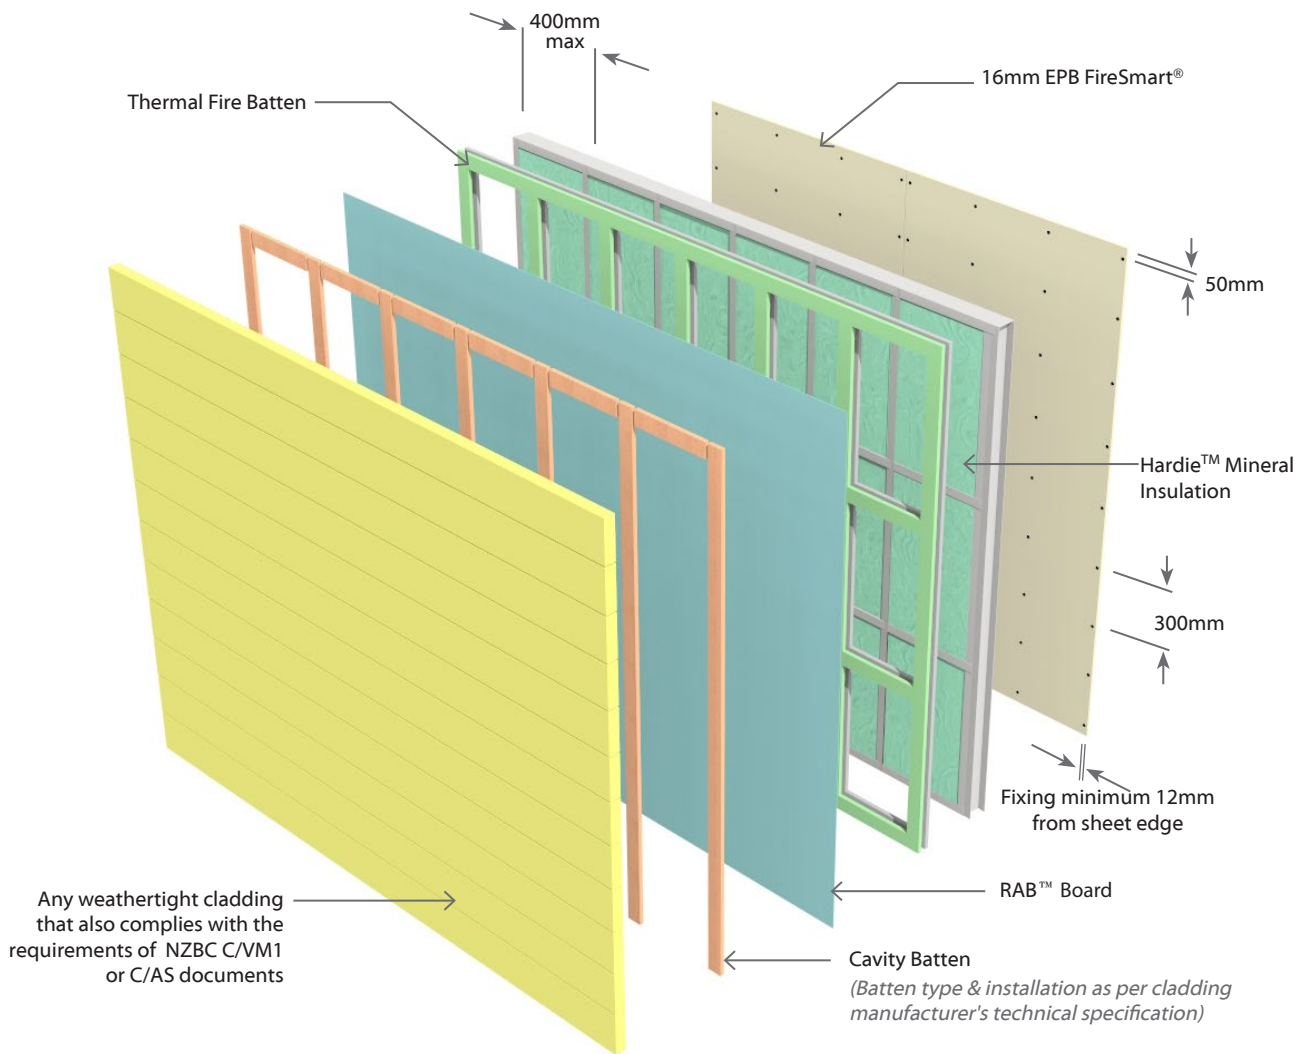 400mm
max
16mm EPB FireSmart®
Thermal Fire Batten
50mm
Hardie™ Mineral
Insulation
300mm
Fixing minimum 12mm
from sheet edge
RAB™ Board
Any weathertight cladding
that also complies with the
requirements of NZBC C/VM1
or C/AS documents
Cavity Batten
(Batten type & installation as per cladding
manufacturer's technical specification)